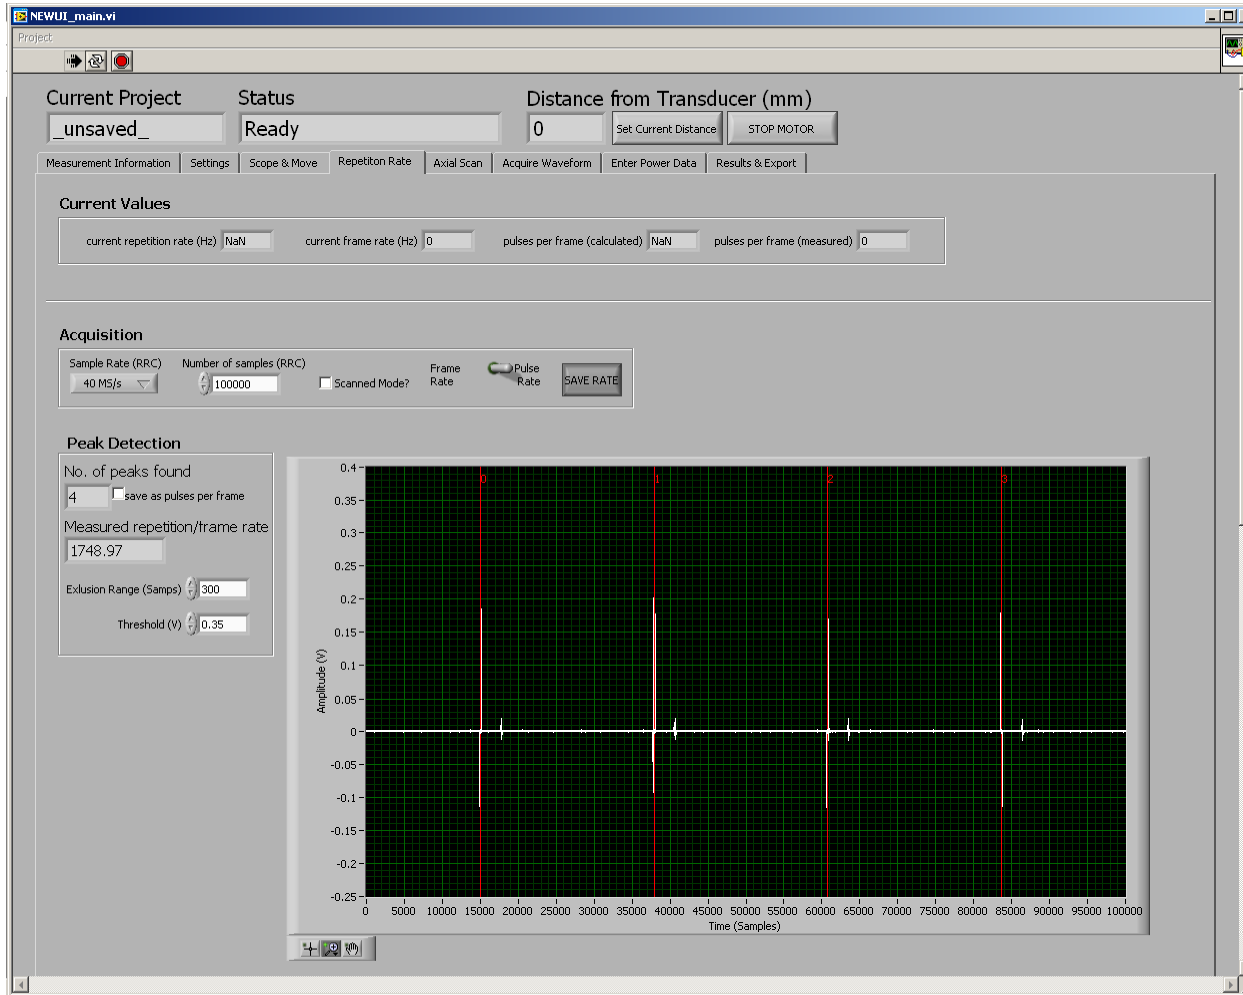 NEWUI_main.vi
Project
Current Project Status Distance from Transducer (mm)
_unsaved_ Ready 0 Set Current Distance STOP MOTOR
Measurement Information Settings Scope & Move Repetiton Rate Axial Scan Acquire Waveform Enter Power Data Results & Export
Current Values
current repetition rate (Hz) NaN current frame rate (Hz) 0 pulses per frame (calculated) NaN pulses per frame (measured) 0
Acquisition
Sample Rate (RRC) Number of samples (RRC)
40 MS/s 100000 Scanned Mode? Frame Rate Pulse Rate SAVE RATE
Peak Detection
No. of peaks found
4 save as pulses per frame
Measured repetition/frame rate
1748.97
Exlusion Range (Samps) 300
Threshold (V) 0.35
0 1 2 3
0.4
0.35
0.3
0.25
0.2
0.15
0.1
0.05
0
-0.05
-0.1
-0.15
-0.2
-0.25
Amplitude (V)
0 5000 10000 15000 20000 25000 30000 35000 40000 45000 50000 55000 60000 65000 70000 75000 80000 85000 90000 95000 100000
Time (Samples)